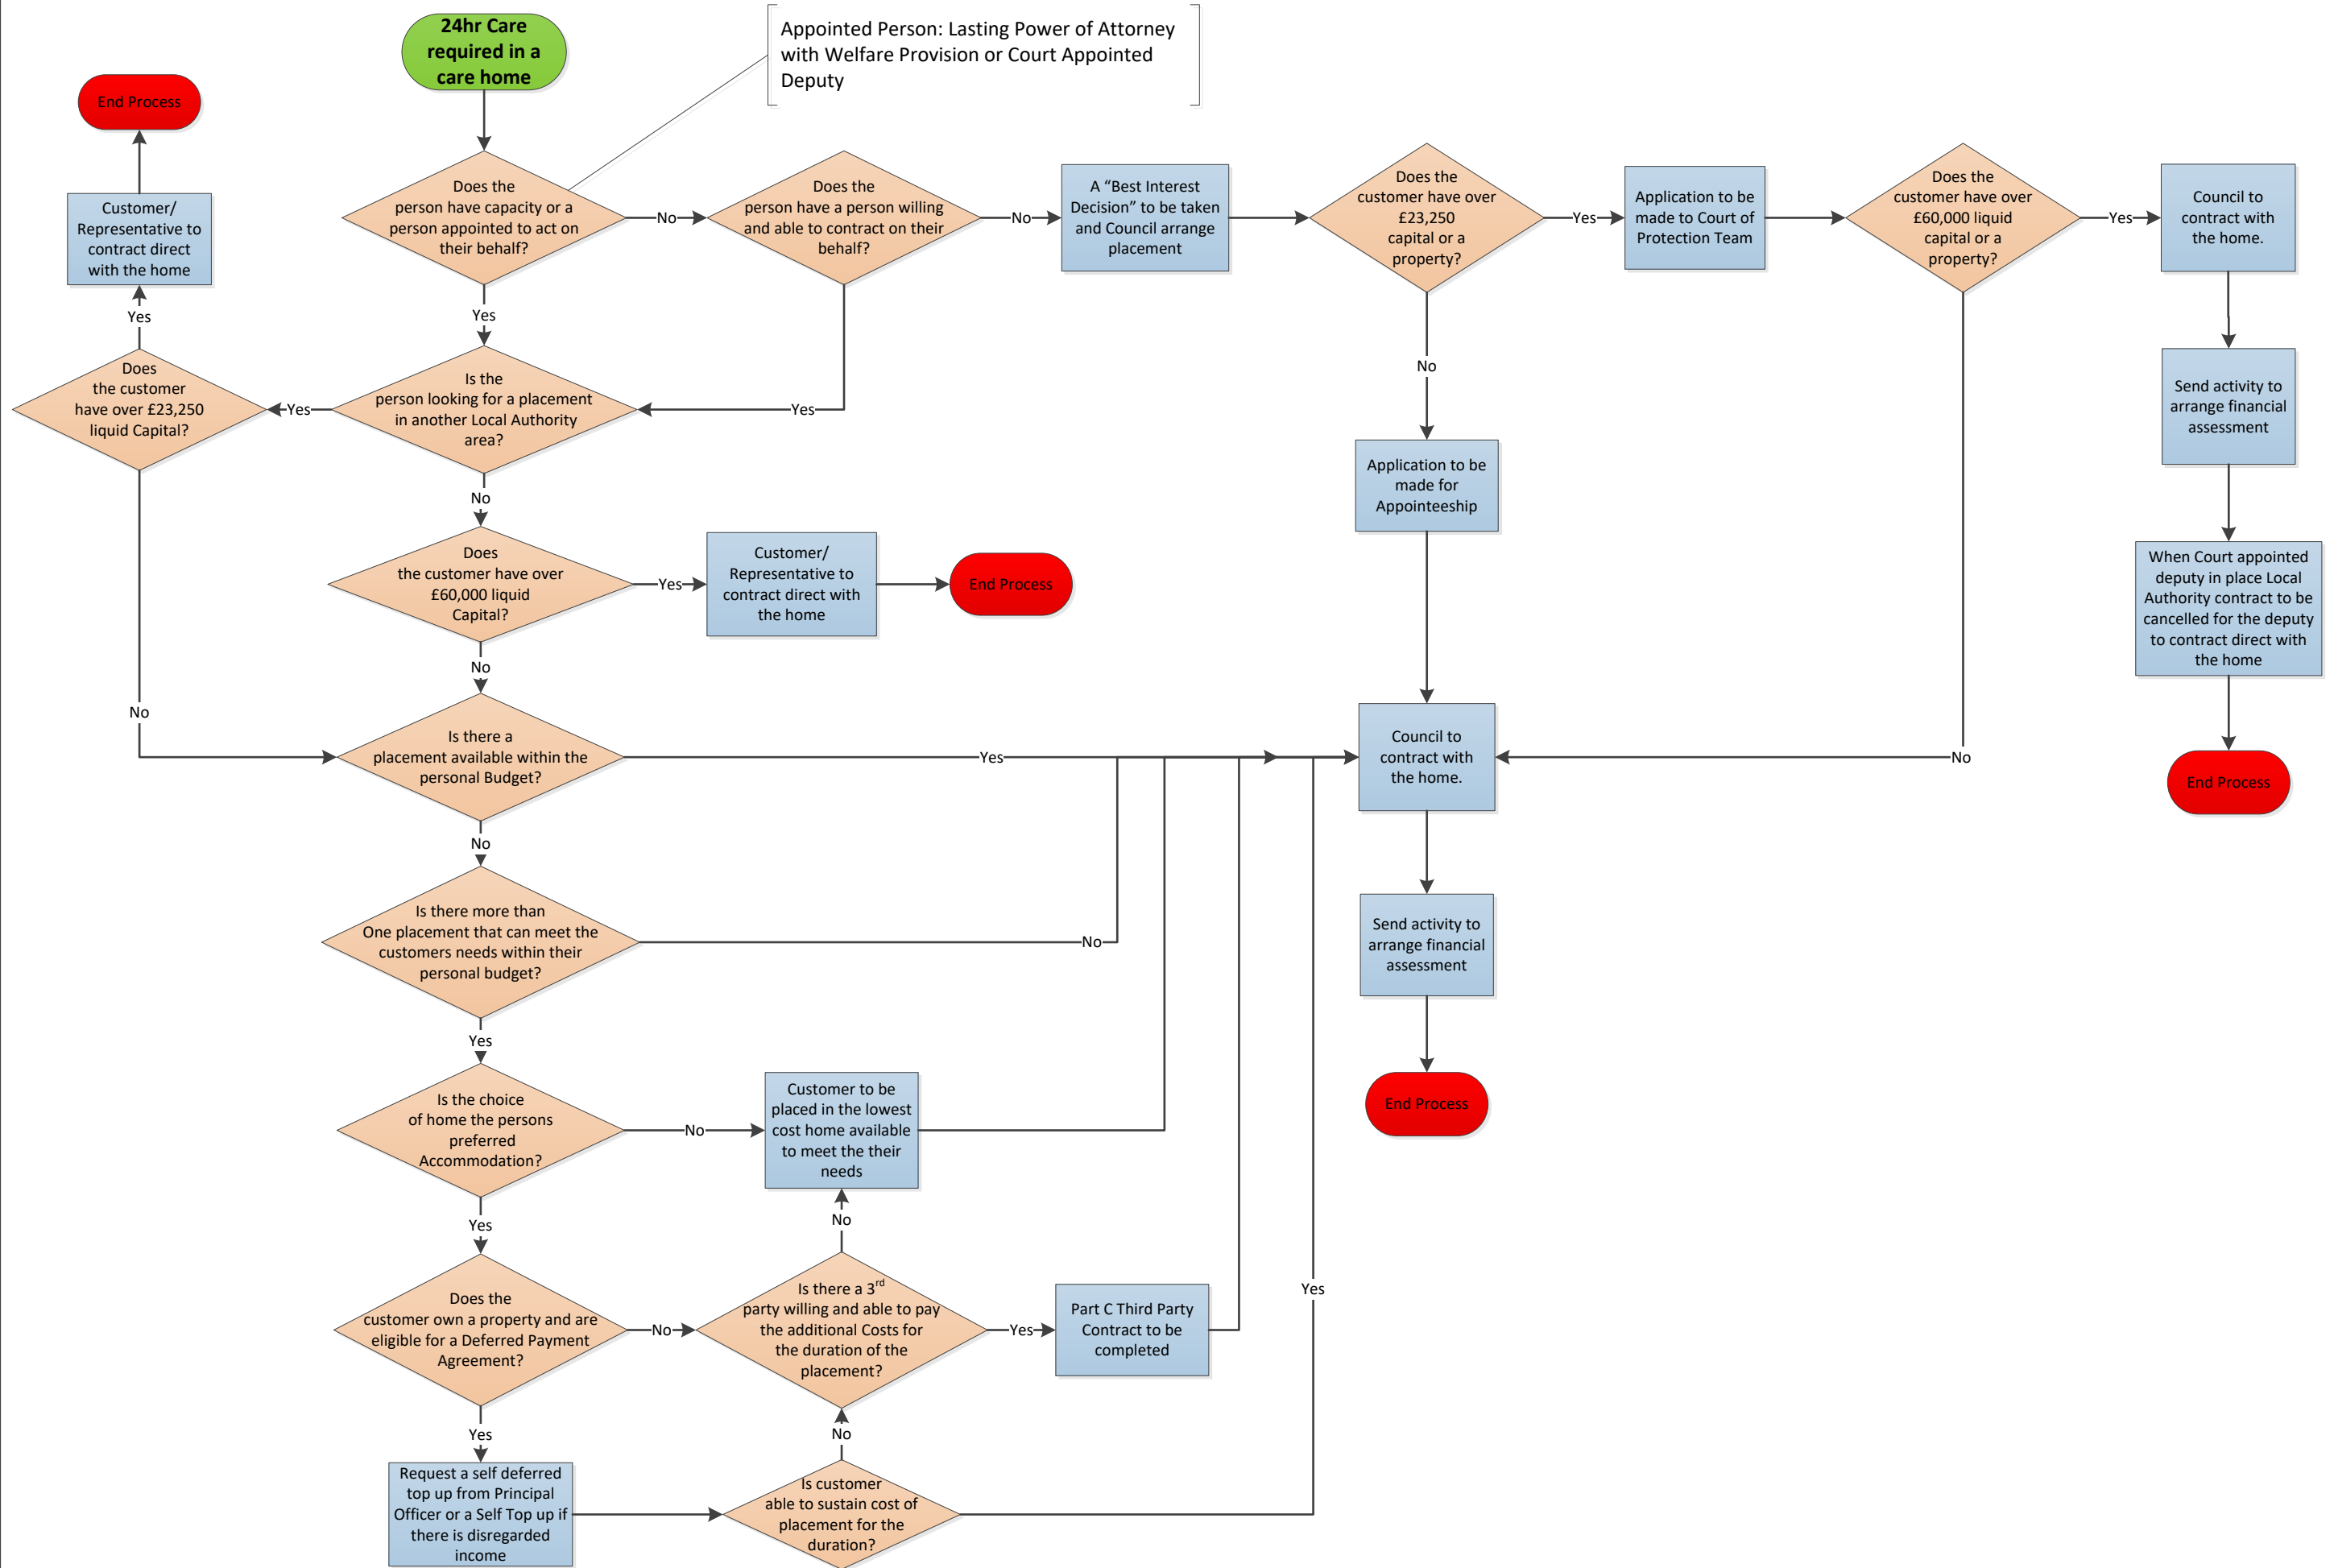 24hr Care
required in a
care home
Appointed Person: Lasting Power of Attorney
with Welfare Provision or Court Appointed
Deputy
End Process
Customer/
Representative to
contract direct
with the home
Yes
Does
the customer
have over £23,250
liquid Capital?
No
Does the
person have capacity or a
person appointed to act on
their behalf?
No
Yes
Does the
person have a person willing
and able to contract on their
behalf?
No
Yes
A “Best Interest
Decision” to be taken
and Council arrange
placement
Does the
customer have over
£23,250
capital or a
property?
Yes
No
Application to be
made to Court of
Protection Team
Does the
customer have over
£60,000 liquid
capital or a
property?
Yes
No
Council to
contract with
the home.
Send activity to
arrange financial
assessment
When Court appointed
deputy in place Local
Authority contract to be
cancelled for the deputy
to contract direct with
the home
End Process
Is the
person looking for a placement
in another Local Authority
area?
Yes
No
Application to be
made for
Appointeeship
Does
the customer have over
£60,000 liquid
Capital?
Yes
No
Customer/
Representative to
contract direct with
the home
End Process
Is there a
placement available within the
personal Budget?
Yes
No
Council to
contract with
the home.
Send activity to
arrange financial
assessment
End Process
Is there more than
One placement that can meet the
customers needs within their
personal budget?
No
Yes
Is the choice
of home the persons
preferred
Accommodation?
No
Yes
Customer to be
placed in the lowest
cost home available
to meet the their
needs
No
Does the
customer own a property and are
eligible for a Deferred Payment
Agreement?
No
Yes
Is there a 3rd
party willing and able to pay
the additional Costs for
the duration of the
placement?
Yes
No
Part C Third Party
Contract to be
completed
Yes
Request a self deferred
top up from Principal
Officer or a Self Top up if
there is disregarded
income
Is customer
able to sustain cost of
placement for the
duration?